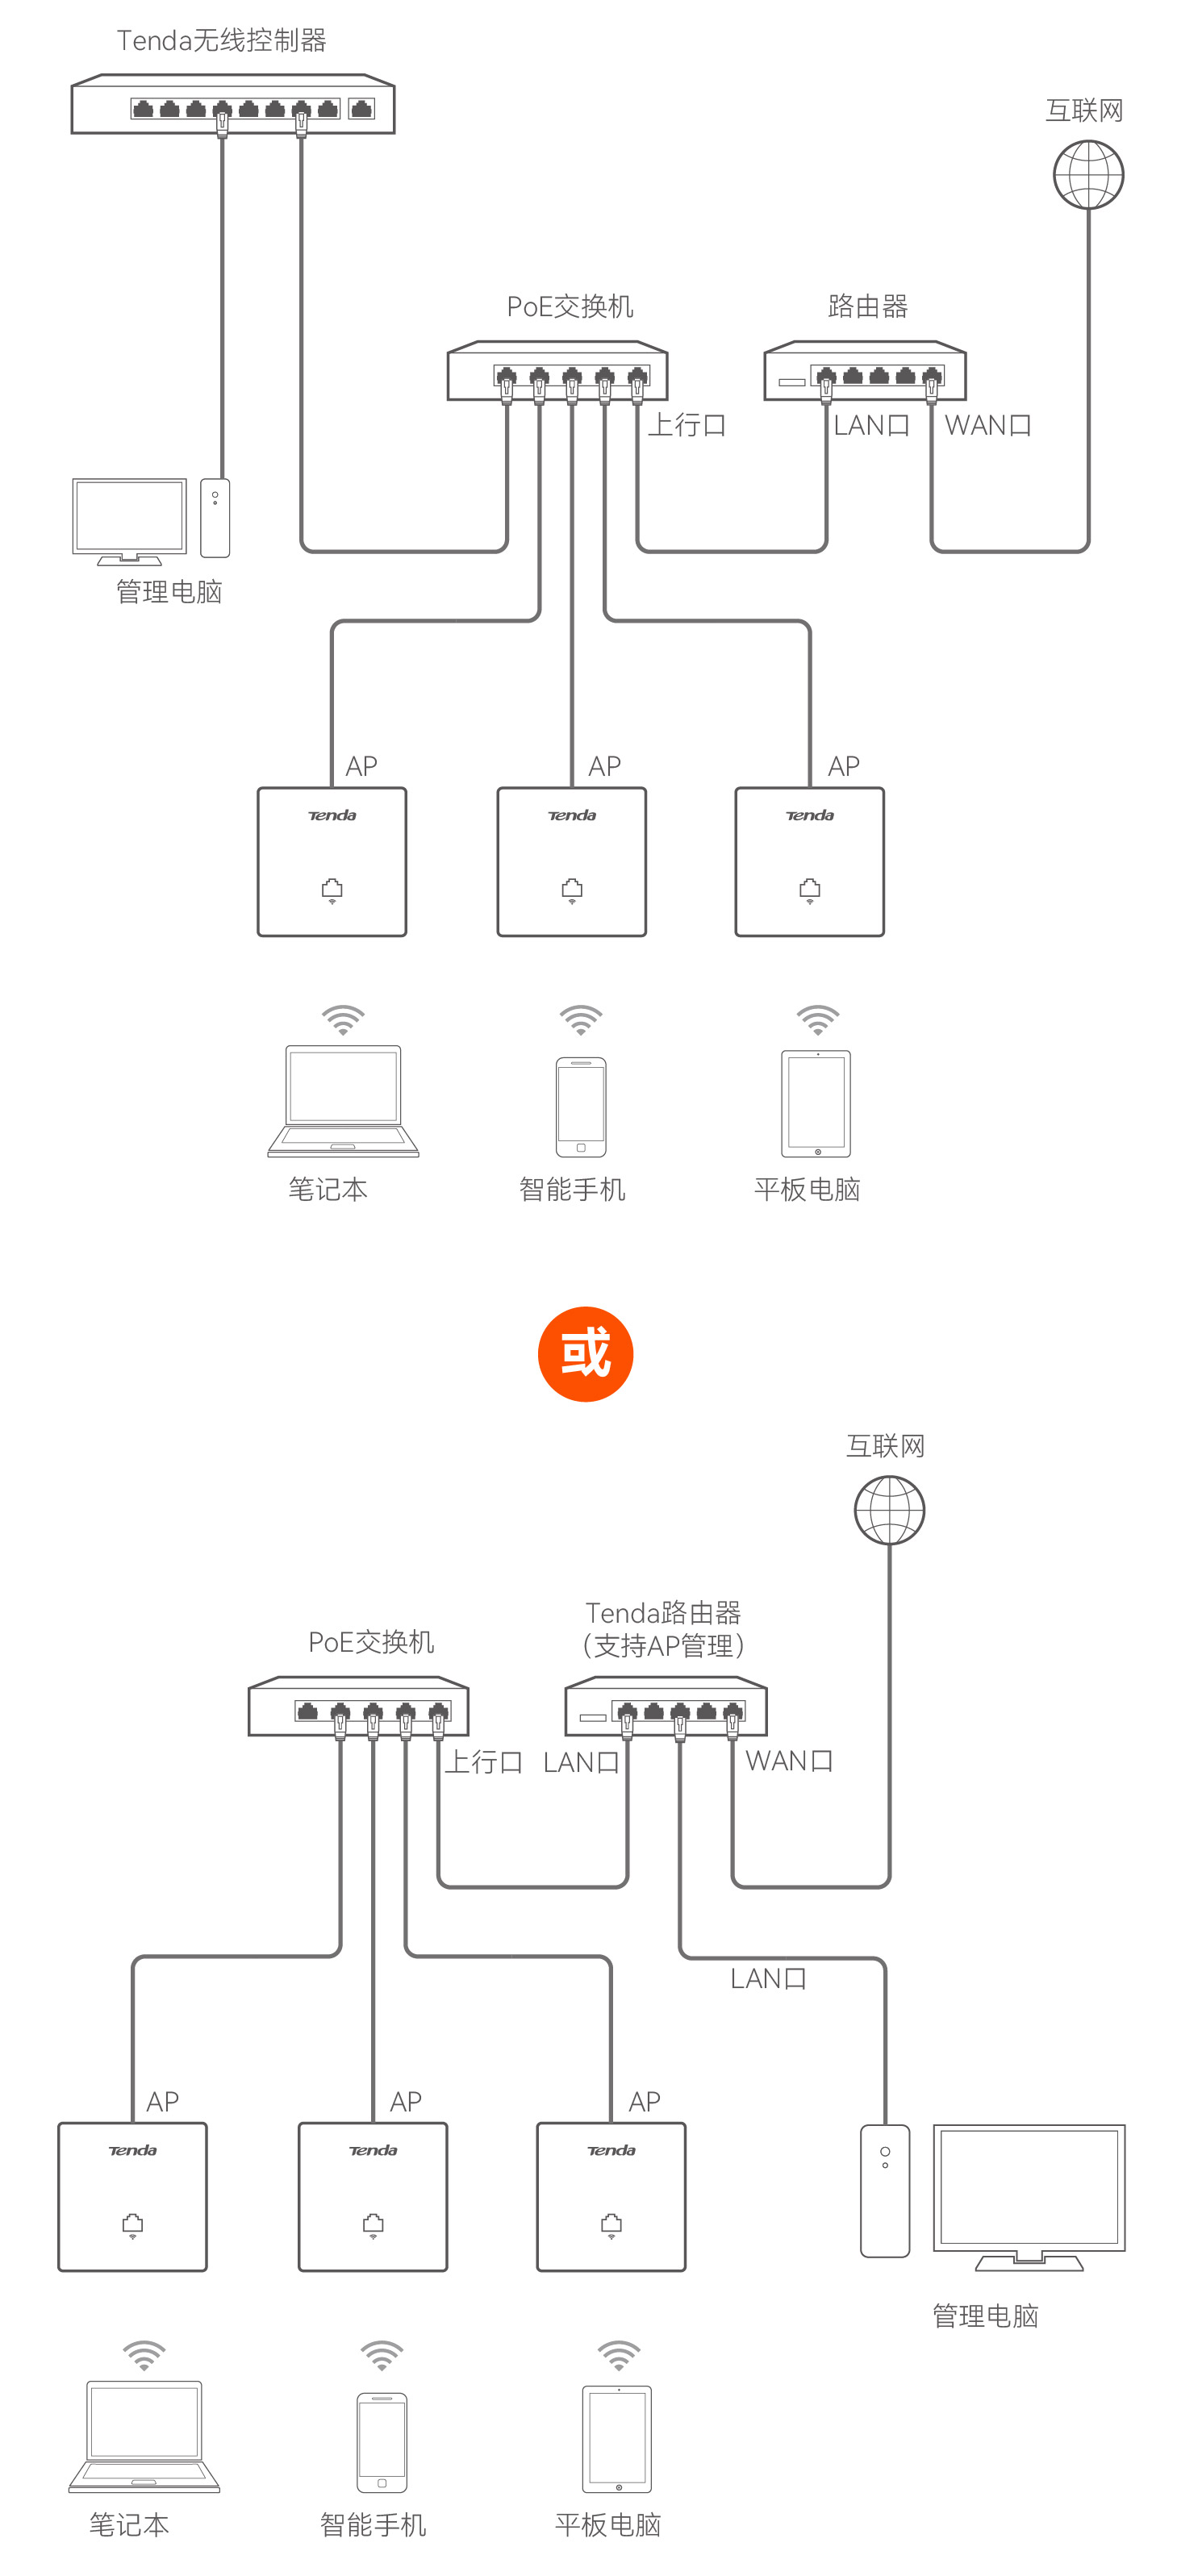 Tenda无线控制器
互联网
PoE交换机
路由器
上行口
LAN口
WAN口
管理电脑
AP
AP
AP
Tenda
Tenda
Tenda
笔记本
智能手机
平板电脑
或
互联网
Tenda路由器
（支持AP管理）
PoE交换机
上行口
LAN口
WAN口
LAN口
AP
AP
AP
Tenda
Tenda
Tenda
管理电脑
笔记本
智能手机
平板电脑